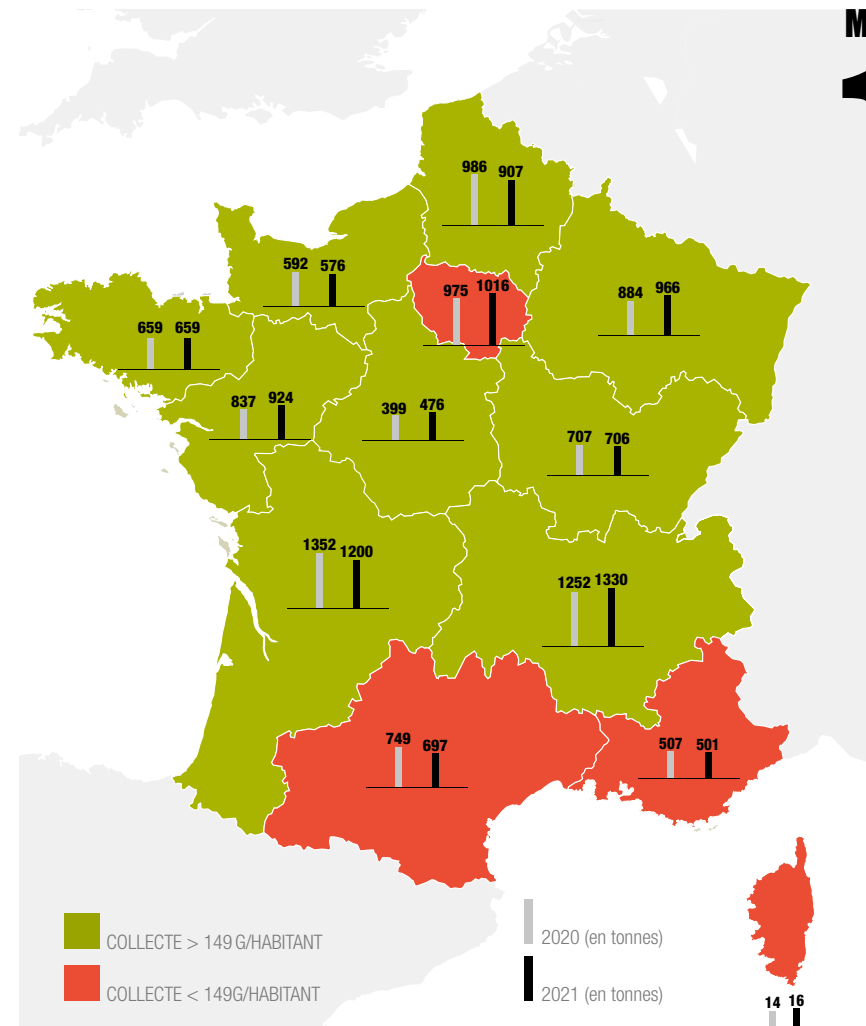 M
986 907
592 576
975 1016
884 966
659 659
837 924
399 476
707 706
1352 1200
1252 1330
749 697
507 501
COLLECTE > 149 G/HABITANT
2020 (en tonnes)
COLLECTE < 149G/HABITANT
2021 (en tonnes)
14 16